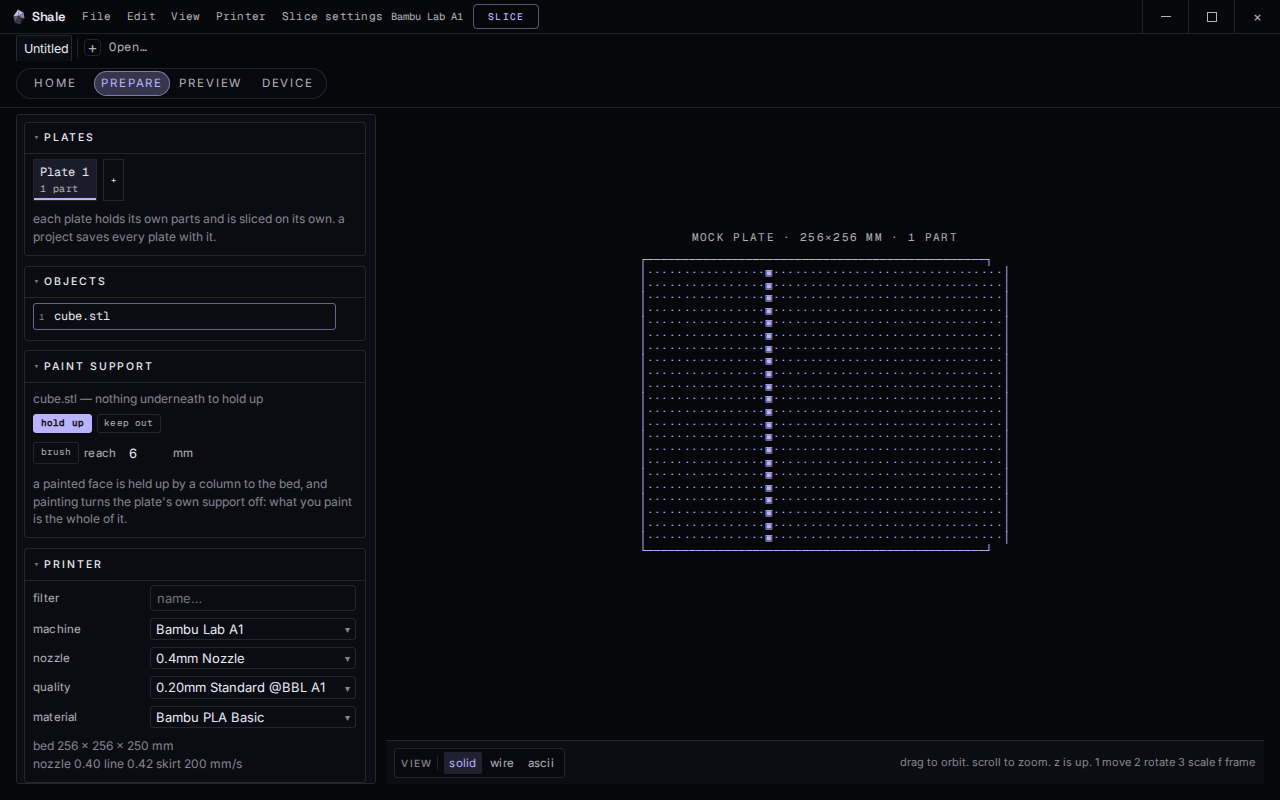 Shale File Edit View Printer Slice settings Bambu Lab A1 SLICE
Untitled + Open…
HOME PREPARE PREVIEW DEVICE
PLATES
Plate 1
1 part
+
each plate holds its own parts and is sliced on its own. a
project saves every plate with it.
OBJECTS
1 cube.stl
PAINT SUPPORT
cube.stl — nothing underneath to hold up
hold up keep out
brush reach 6 mm
a painted face is held up by a column to the bed, and
painting turns the plate's own support off: what you paint
is the whole of it.
PRINTER
filter name...
machine Bambu Lab A1
nozzle 0.4mm Nozzle
quality 0.20mm Standard @BBL A1
material Bambu PLA Basic
bed 256 × 256 × 250 mm
nozzle 0.40 line 0.42 skirt 200 mm/s
MOCK PLATE · 256×256 MM · 1 PART
VIEW solid wire ascii
drag to orbit. scroll to zoom. z is up. 1 move 2 rotate 3 scale f frame